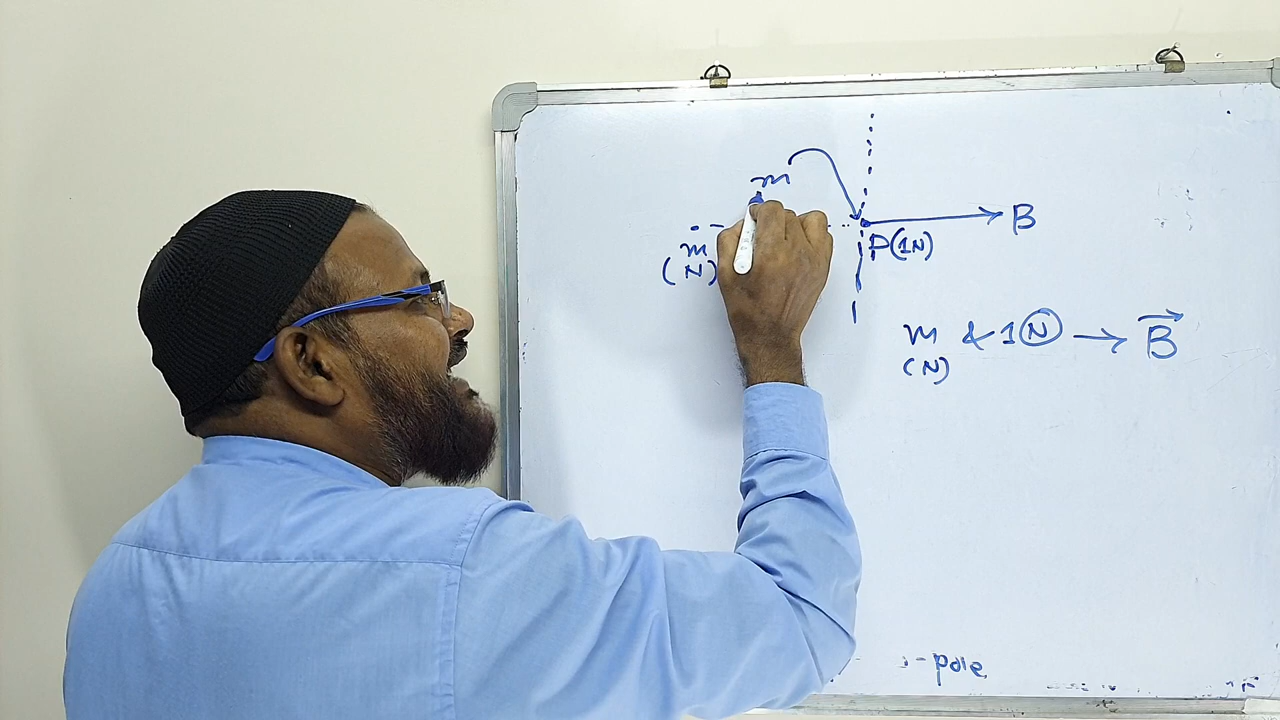 m
B
P(1N)
m
(N)
m & 1 N → B⃗
(N)
-pole